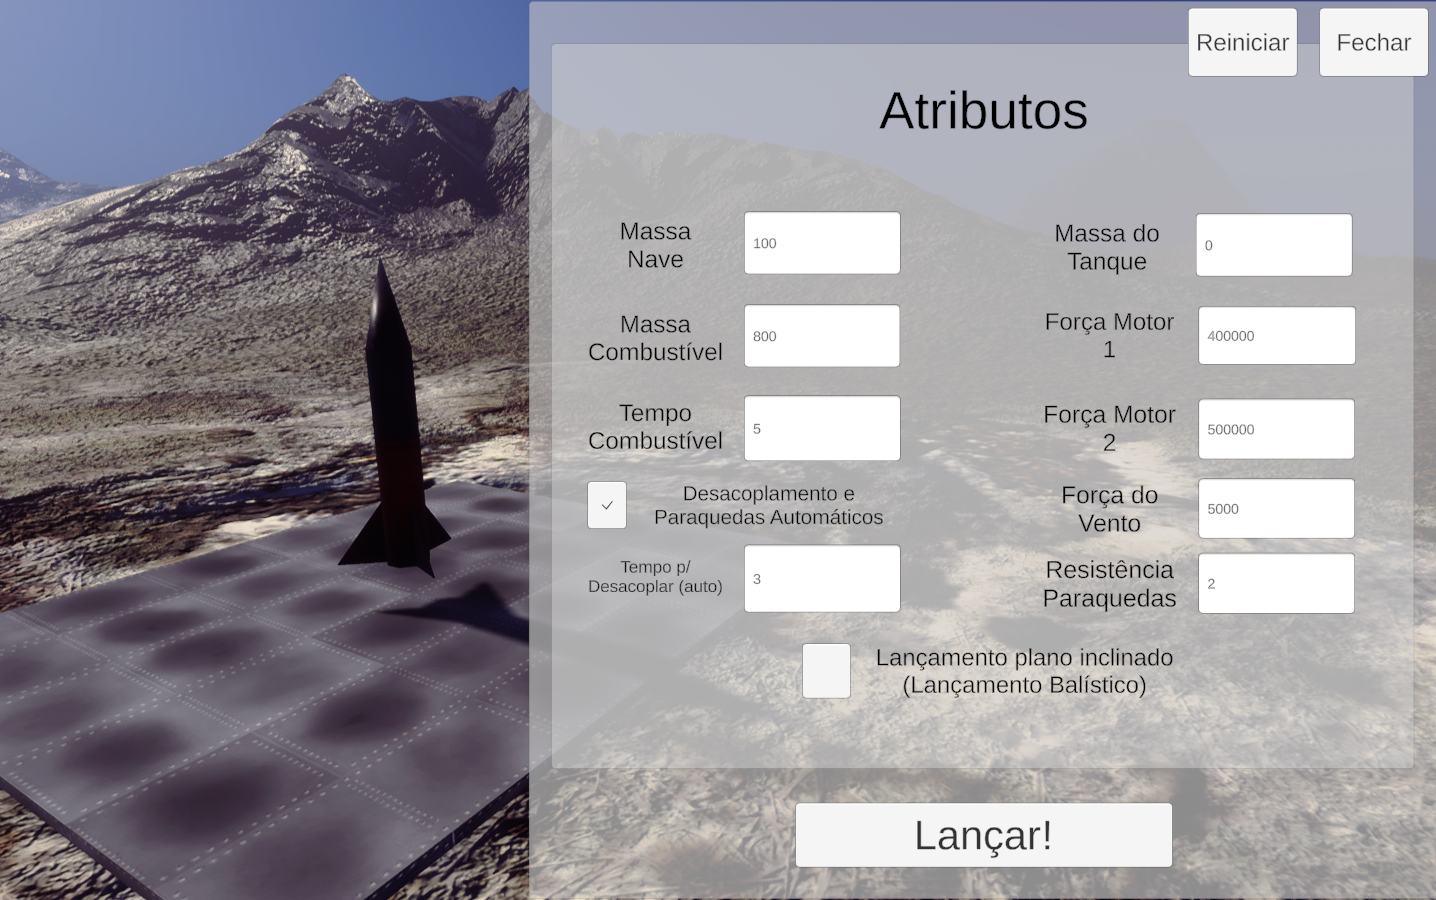 Reiniciar
Fechar
Atributos
Massa
Nave
100
Massa do
Tanque
0
Massa
Combustível
800
Força Motor
1
400000
Tempo
Combustível
5
Força Motor
2
500000
Desacoplamento e
Paraquedas Automáticos
Força do
Vento
5000
Tempo p/
Desacoplar (auto)
3
Resistência
Paraquedas
2
Lançamento plano inclinado
(Lançamento Balístico)
Lançar!